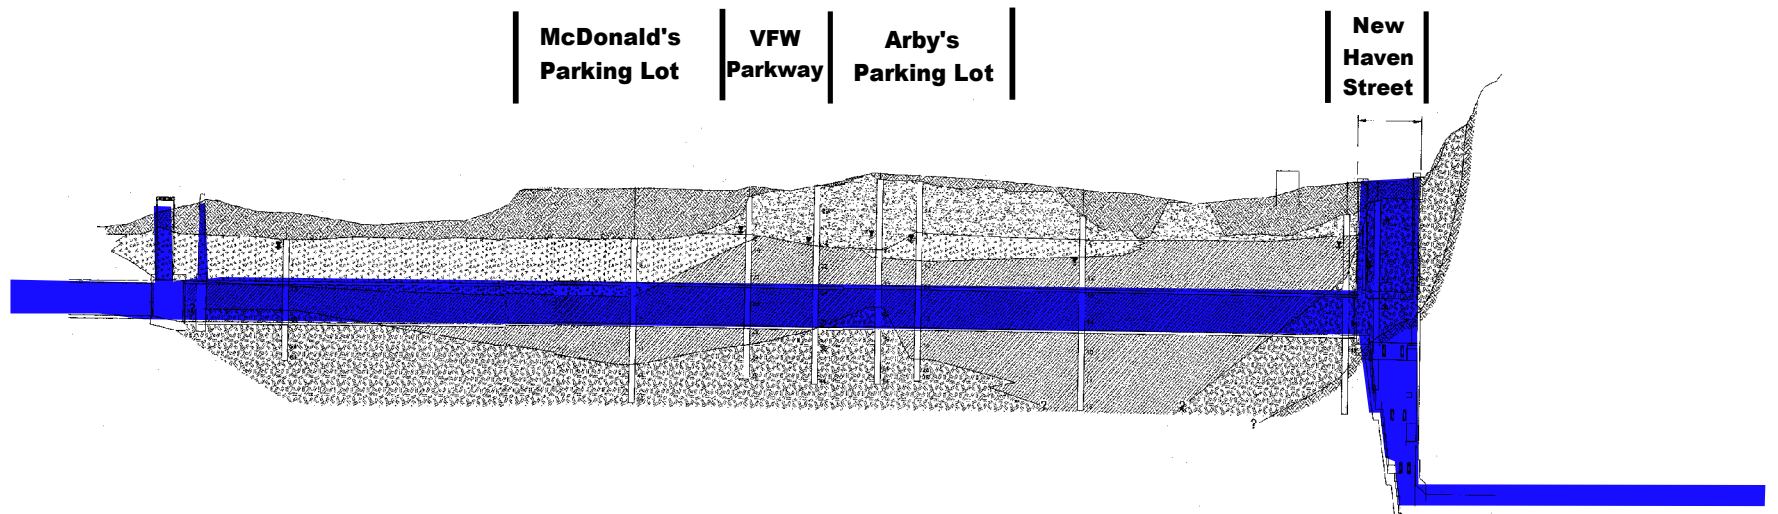 McDonald's
Parking Lot
VFW
Parkway
Arby's
Parking Lot
New
Haven
Street
?
?
?